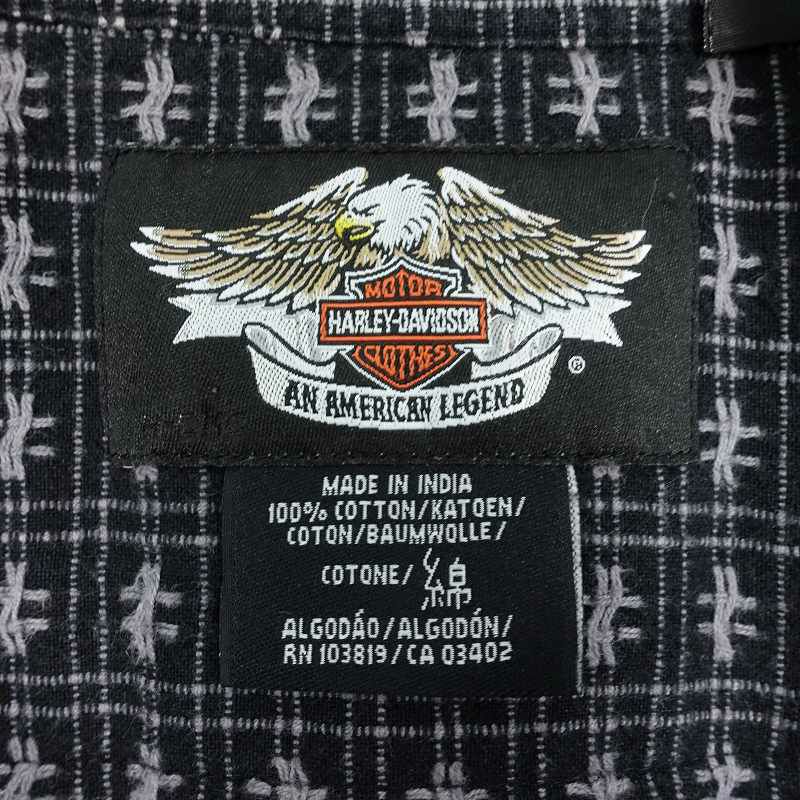 MOTOR
HARLEY-DAVIDSON
CLOTHES
AN AMERICAN LEGEND
®
MADE IN INDIA
100% COTTON/KATOEN/
COTON/BAUMWOLLE/
COTONE/綿
ALGODÁO/ALGODÓN/
RN 103819/CA 03402